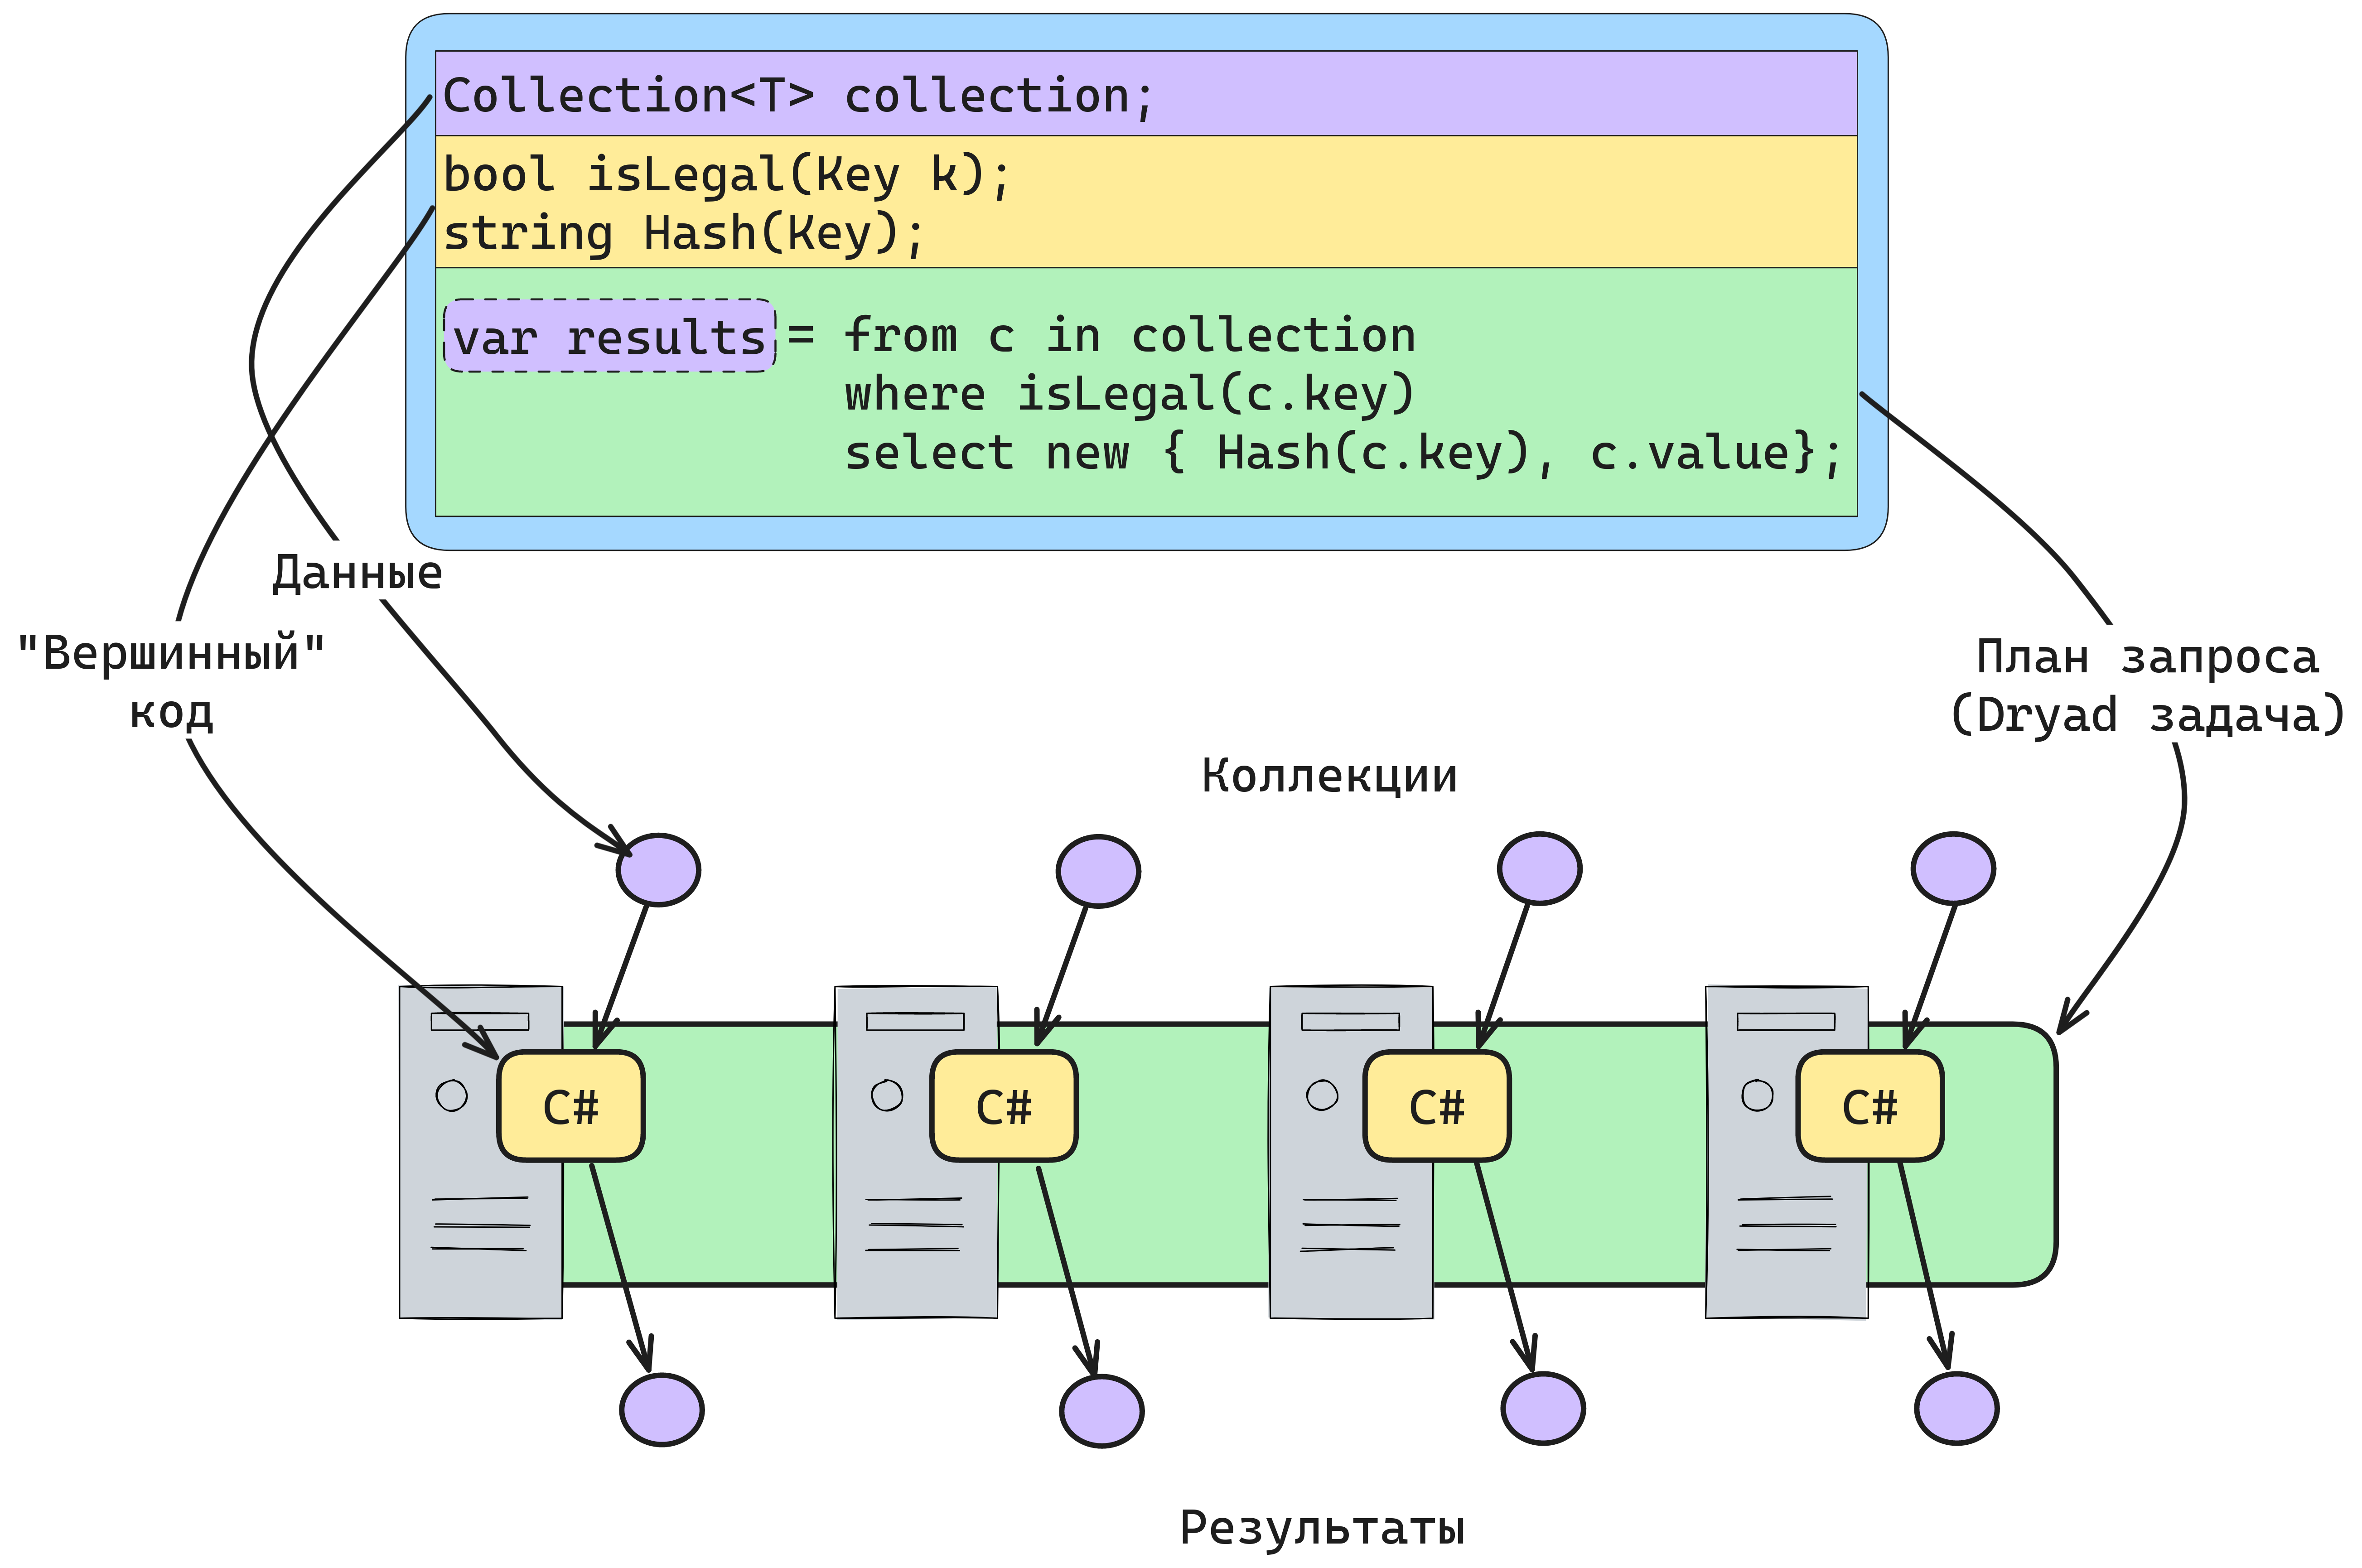 Collection<T> collection;
bool isLegal(Key k);
string Hash(Key);
var results = from c in collection
where isLegal(c.key)
select new { Hash(c.key), c.value};
Данные
"Вершинный"
код
План запроса
(Dryad задача)
Коллекции
C# C# C# C#
Результаты